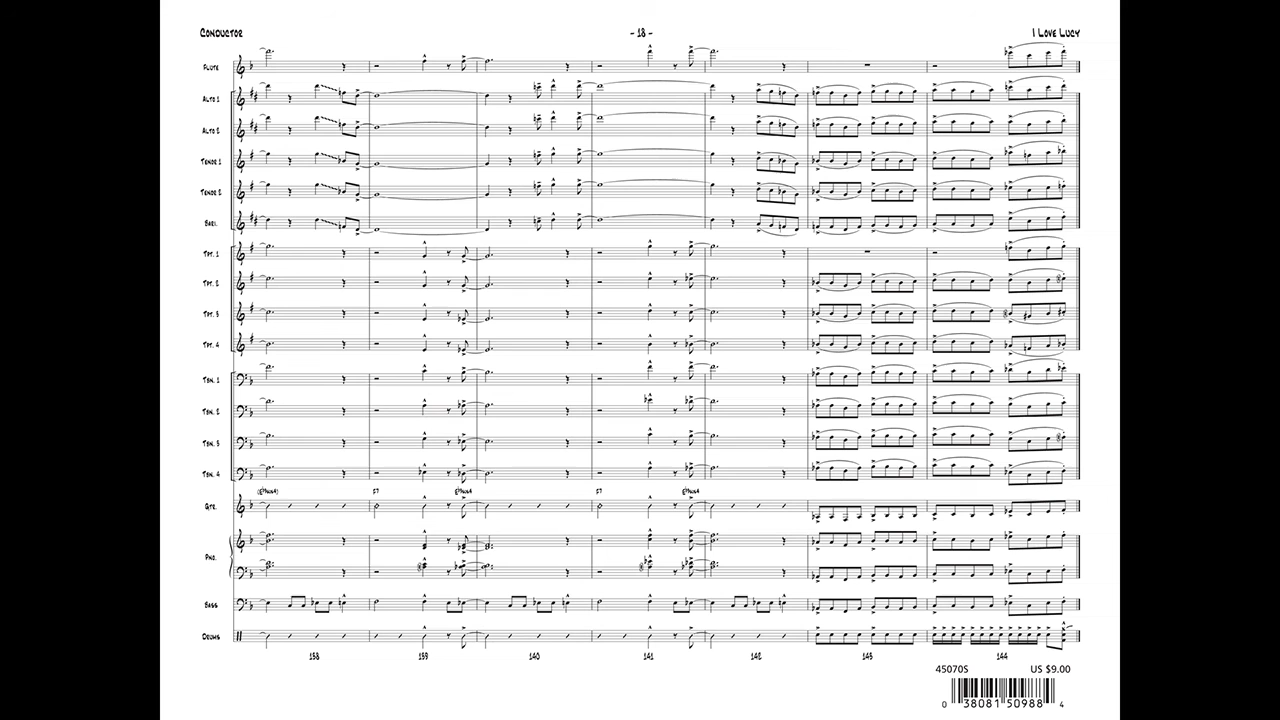 CONDUCTOR
- 18 -
I LOVE LUCY
FLUTE
ALTO 1
ALTO 2
TENOR 1
TENOR 2
BARI.
TPT. 1
TPT. 2
TPT. 3
TPT. 4
TBN. 1
TBN. 2
TBN. 3
TBN. 4
GTR.
PNO.
BASS
DRUMS
138 139 140 141 142 143 144
45070S US $9.00
0 38081 50988 4